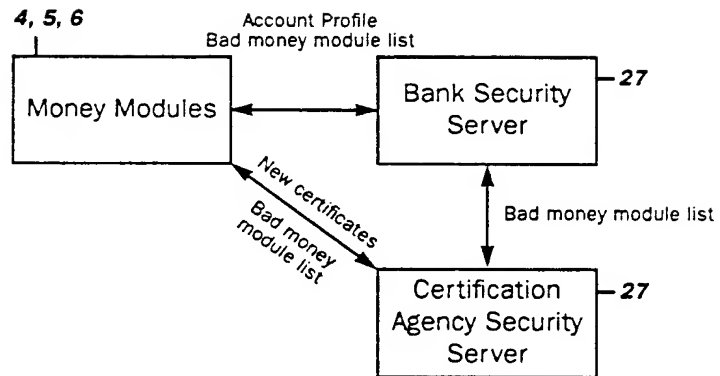 4, 5, 6
Account Profile
Bad money module list
Money Modules
Bank Security
Server
27
New certificates
Bad money
module list
Bad money module list
Certification
Agency Security
Server
27